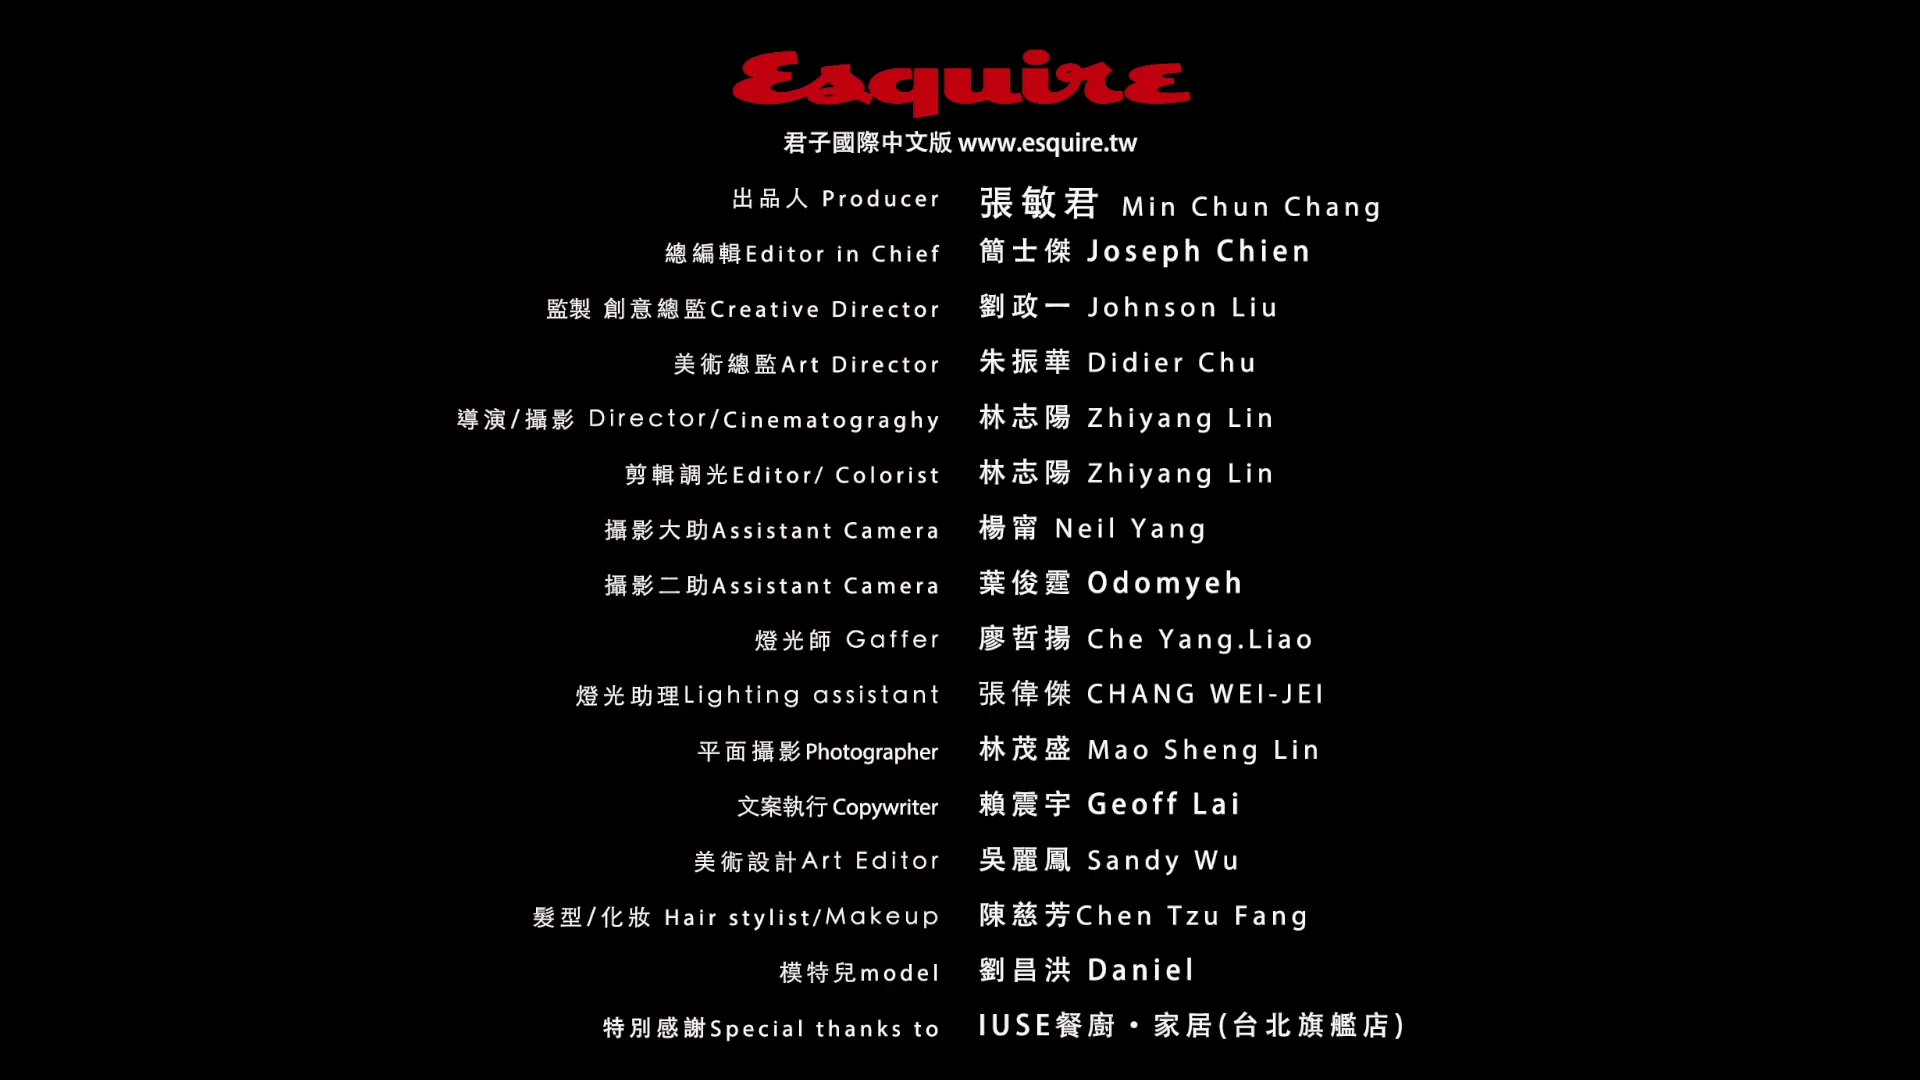 Esquire
君子國際中文版 www.esquire.tw
出品人 Producer 張敏君 Min Chun Chang
總編輯Editor in Chief 簡士傑 Joseph Chien
監製 創意總監Creative Director 劉政一 Johnson Liu
美術總監Art Director 朱振華 Didier Chu
導演/攝影 Director/Cinematograghy 林志陽 Zhiyang Lin
剪輯調光Editor/ Colorist 林志陽 Zhiyang Lin
攝影大助Assistant Camera 楊甯 Neil Yang
攝影二助Assistant Camera 葉俊霆 Odomyeh
燈光師 Gaffer 廖哲揚 Che Yang.Liao
燈光助理Lighting assistant 張偉傑 CHANG WEI-JEI
平面攝影Photographer 林茂盛 Mao Sheng Lin
文案執行 Copywriter 賴震宇 Geoff Lai
美術設計Art Editor 吳麗鳳 Sandy Wu
髮型/化妝 Hair stylist/Makeup 陳慈芳Chen Tzu Fang
模特兒model 劉昌洪 Daniel
特別感謝Special thanks to IUSE餐廚・家居(台北旗艦店)